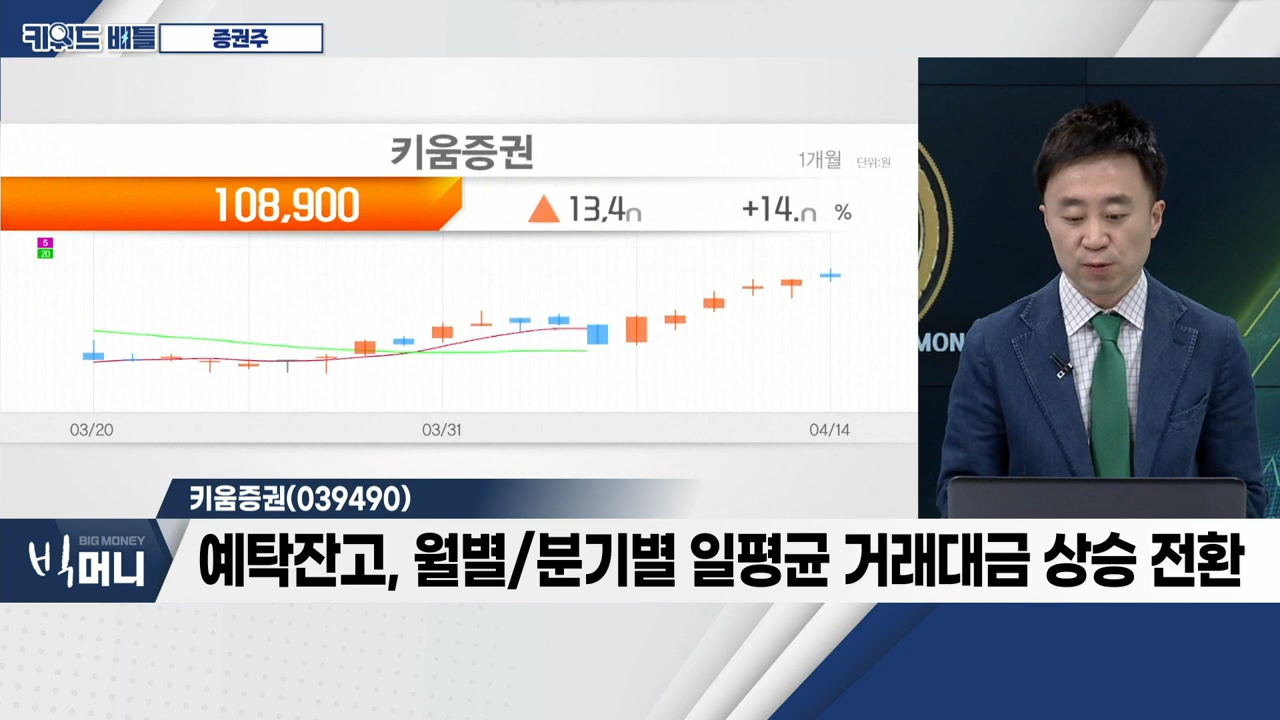 키워드 배틀
증권주
키움증권
1개월 단위:원
108,900
▲ 13,4
+14. %
5
20
03/20 03/31 04/14
MON
키움증권(039490)
빅머니 BIG MONEY
예탁잔고, 월별/분기별 일평균 거래대금 상승 전환